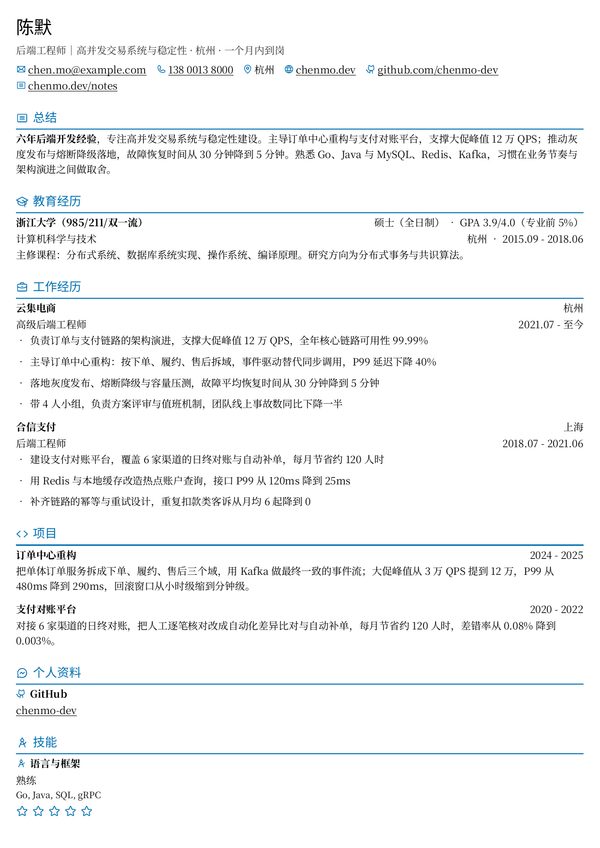 陈默
后端工程师｜高并发交易系统与稳定性 · 杭州 · 一个月内到岗
chen.mo@example.com 138 0013 8000 杭州 chenmo.dev github.com/chenmo-dev
chenmo.dev/notes
总结
六年后端开发经验，专注高并发交易系统与稳定性建设。主导订单中心重构与支付对账平台，支撑大促峰值 12 万 QPS；推动灰
度发布与熔断降级落地，故障恢复时间从 30 分钟降到 5 分钟。熟悉 Go、Java 与 MySQL、Redis、Kafka，习惯在业务节奏与
架构演进之间做取舍。
教育经历
浙江大学（985/211/双一流） 硕士（全日制） · GPA 3.9/4.0（专业前 5%）
计算机科学与技术 杭州 · 2015.09 - 2018.06
主修课程：分布式系统、数据库系统实现、操作系统、编译原理。研究方向为分布式事务与共识算法。
工作经历
云集电商 杭州
高级后端工程师 2021.07 - 至今
· 负责订单与支付链路的架构演进，支撑大促峰值 12 万 QPS，全年核心链路可用性 99.99%
· 主导订单中心重构：按下单、履约、售后拆域，事件驱动替代同步调用，P99 延迟下降 40%
· 落地灰度发布、熔断降级与容量压测，故障平均恢复时间从 30 分钟降到 5 分钟
· 带 4 人小组，负责方案评审与值班机制，团队线上事故数同比下降一半
合信支付 上海
后端工程师 2018.07 - 2021.06
· 建设支付对账平台，覆盖 6 家渠道的日终对账与自动补单，每月节省约 120 人时
· 用 Redis 与本地缓存改造热点账户查询，接口 P99 从 120ms 降到 25ms
· 补齐链路的幂等与重试设计，重复扣款类客诉从月均 6 起降到 0
项目
订单中心重构 2024 - 2025
把单体订单服务拆成下单、履约、售后三个域，用 Kafka 做最终一致的事件流；大促峰值从 3 万 QPS 提到 12 万，P99 从
480ms 降到 290ms，回滚窗口从小时级缩到分钟级。
支付对账平台 2020 - 2022
对接 6 家渠道的日终对账，把人工逐笔核对改成自动化差异比对与自动补单，每月节省约 120 人时，差错率从 0.08% 降到
0.003%。
个人资料
GitHub
chenmo-dev
技能
语言与框架
熟练
Go, Java, SQL, gRPC